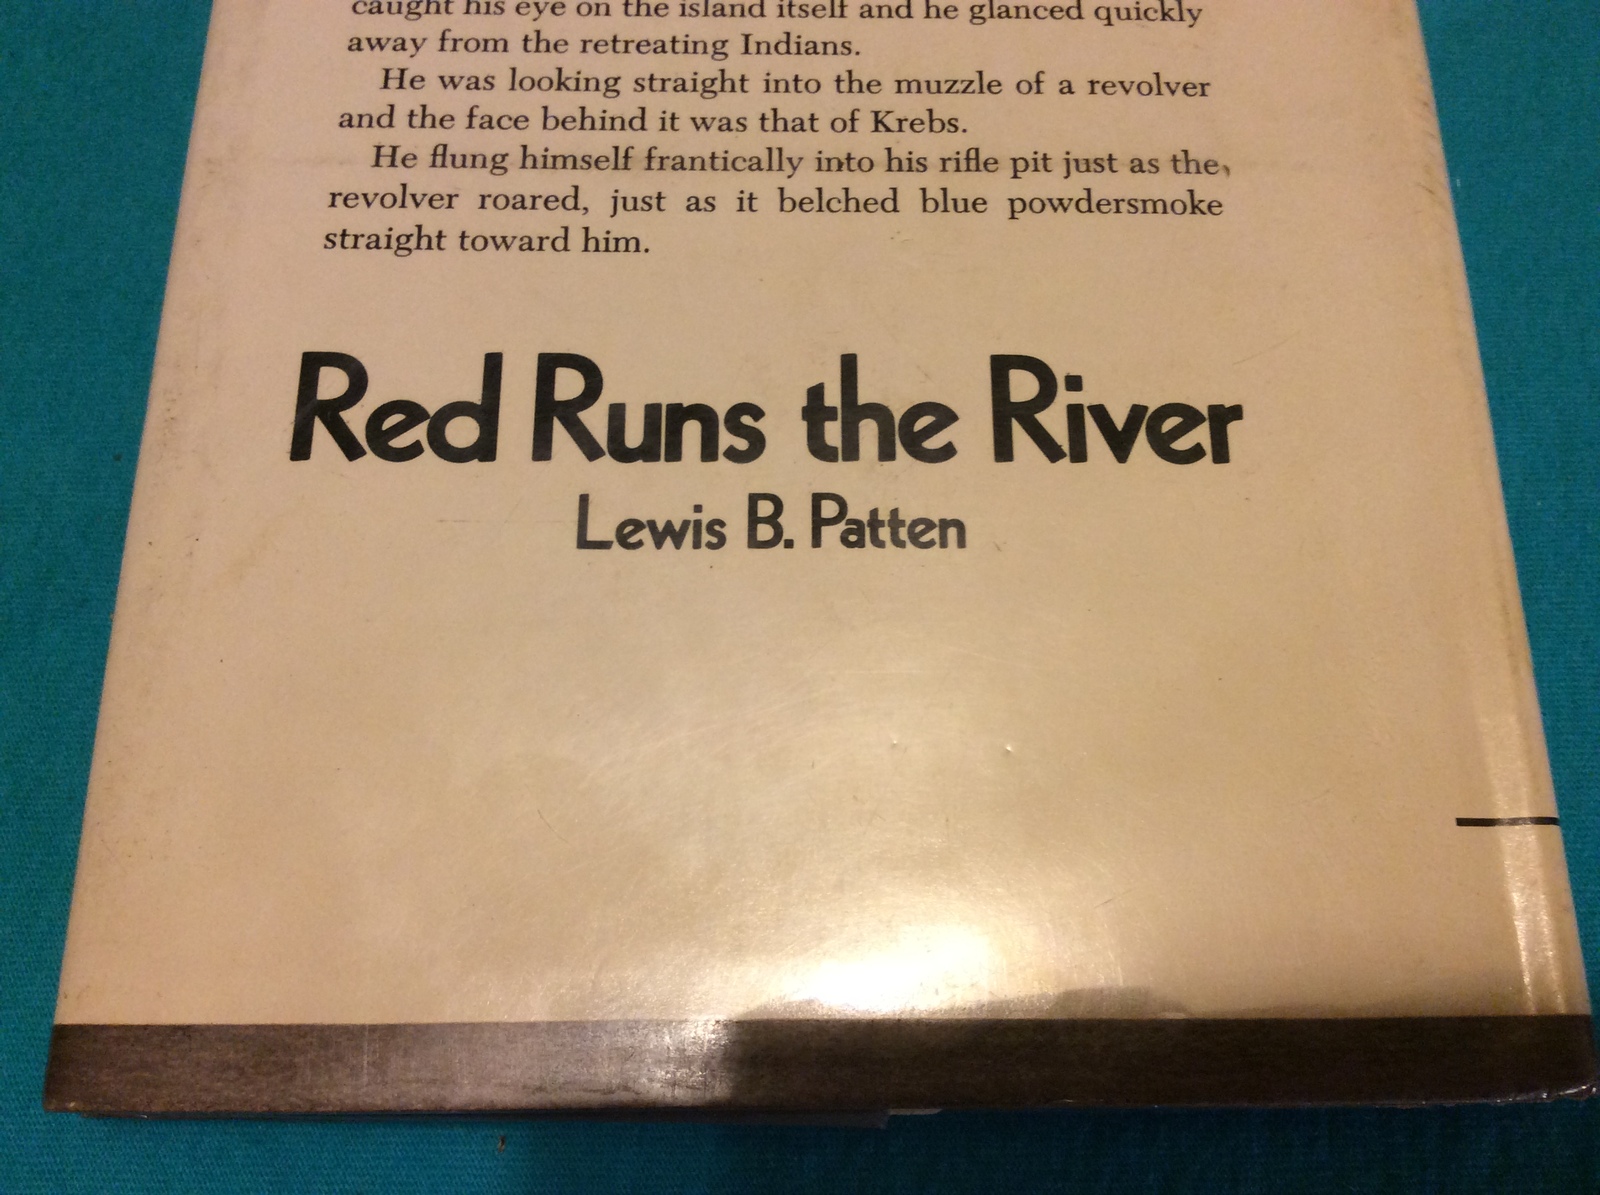 caught his eye on the island itself and he glanced quickly
away from the retreating Indians.
He was looking straight into the muzzle of a revolver
and the face behind it was that of Krebs.
He flung himself frantically into his rifle pit just as the
revolver roared, just as it belched blue powdersmoke
straight toward him.
Red Runs the River
Lewis B. Patten